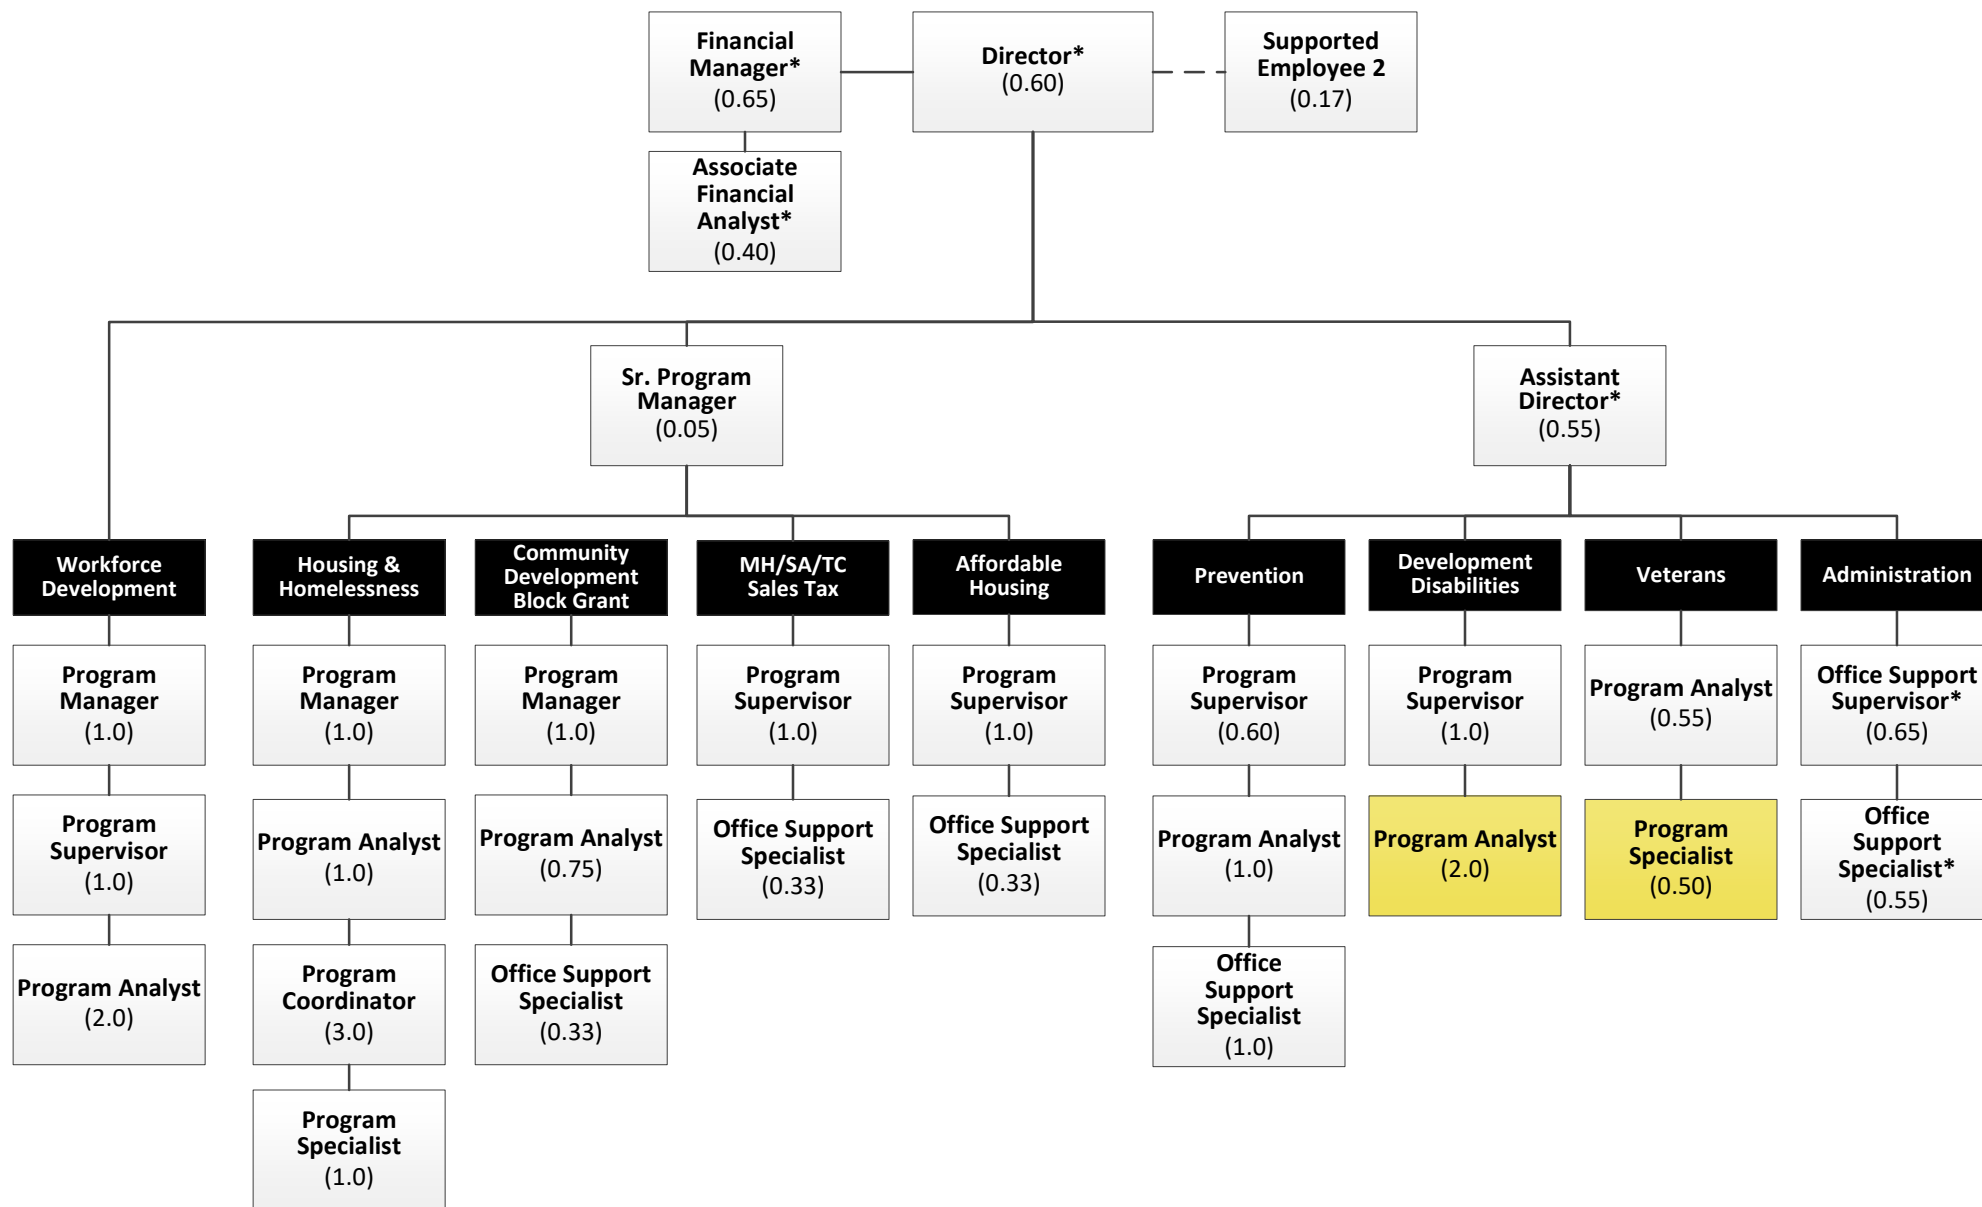 Financial
Manager*
(0.65)
Director*
(0.60)
Supported
Employee 2
(0.17)
Associate
Financial
Analyst*
(0.40)
Sr. Program
Manager
(0.05)
Assistant
Director*
(0.55)
Workforce
Development
Program
Manager
(1.0)
Program
Supervisor
(1.0)
Program Analyst
(2.0)
Housing &
Homelessness
Program
Manager
(1.0)
Program Analyst
(1.0)
Program
Coordinator
(3.0)
Program
Specialist
(1.0)
Community
Development
Block Grant
Program
Manager
(1.0)
Program Analyst
(0.75)
Office Support
Specialist
(0.33)
MH/SA/TC
Sales Tax
Program
Supervisor
(1.0)
Office Support
Specialist
(0.33)
Affordable
Housing
Program
Supervisor
(1.0)
Office Support
Specialist
(0.33)
Prevention
Program
Supervisor
(0.60)
Program Analyst
(1.0)
Office
Support
Specialist
(1.0)
Development
Disabilities
Program
Supervisor
(1.0)
Program Analyst
(2.0)
Veterans
Program Analyst
(0.55)
Program
Specialist
(0.50)
Administration
Office Support
Supervisor*
(0.65)
Office
Support
Specialist*
(0.55)